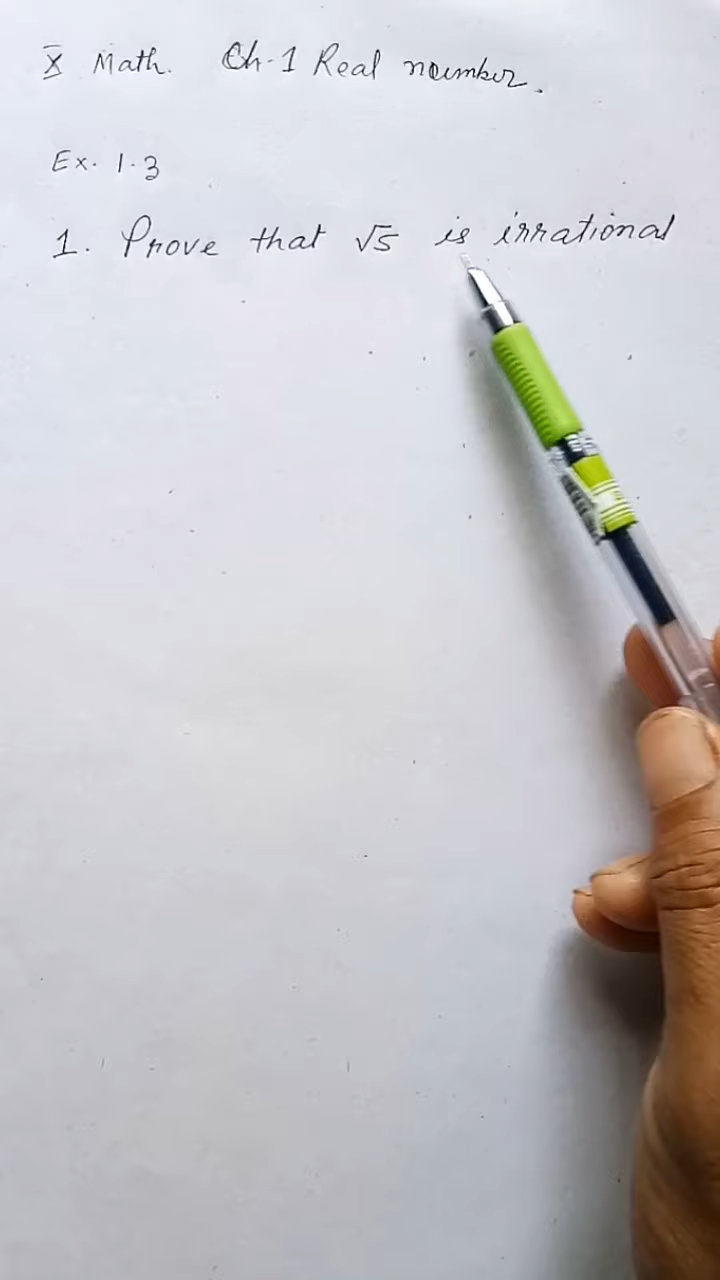 X Math. Ch-1 Real number.
Ex. 1.3
1. Prove that √5 is irrational